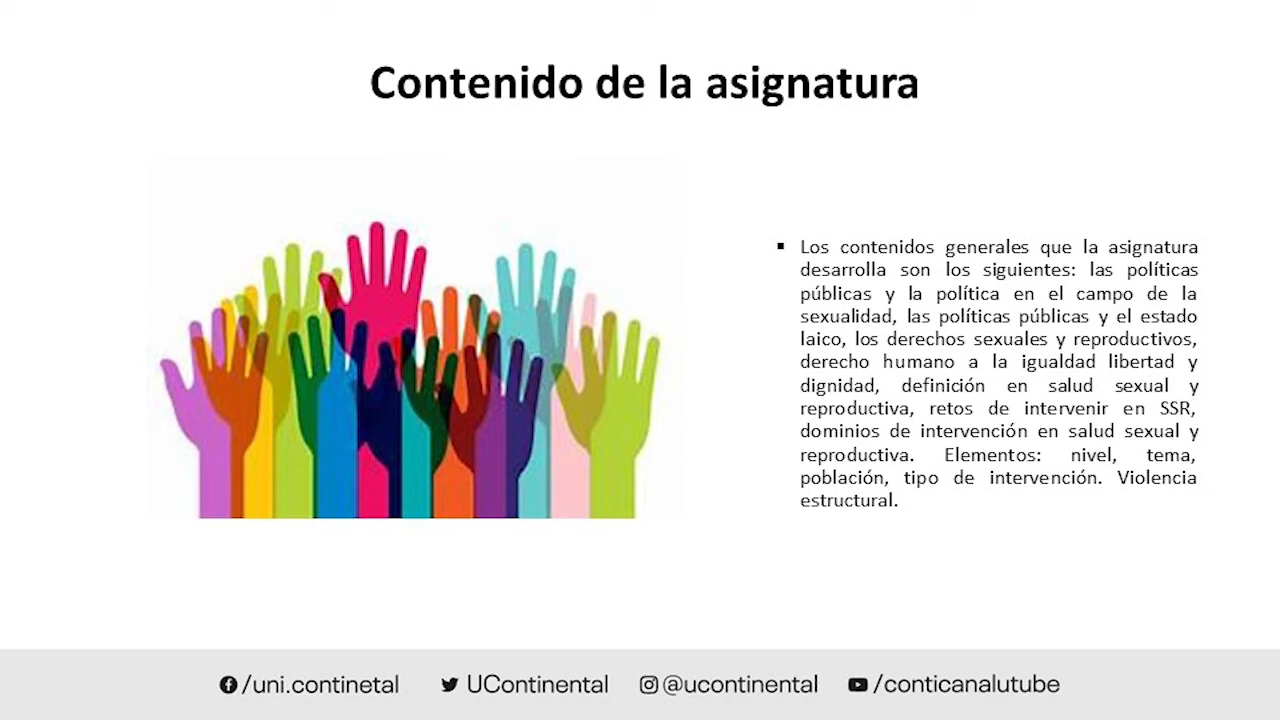 Contenido de la asignatura
▪ Los contenidos generales que la asignatura
desarrolla son los siguientes: las políticas
públicas y la política en el campo de la
sexualidad, las políticas públicas y el estado
laico, los derechos sexuales y reproductivos,
derecho humano a la igualdad libertad y
dignidad, definición en salud sexual y
reproductiva, retos de intervenir en SSR,
dominios de intervención en salud sexual y
reproductiva. Elementos: nivel, tema,
población, tipo de intervención. Violencia
estructural.
/uni.continetal UContinental @ucontinental /conticanalutube